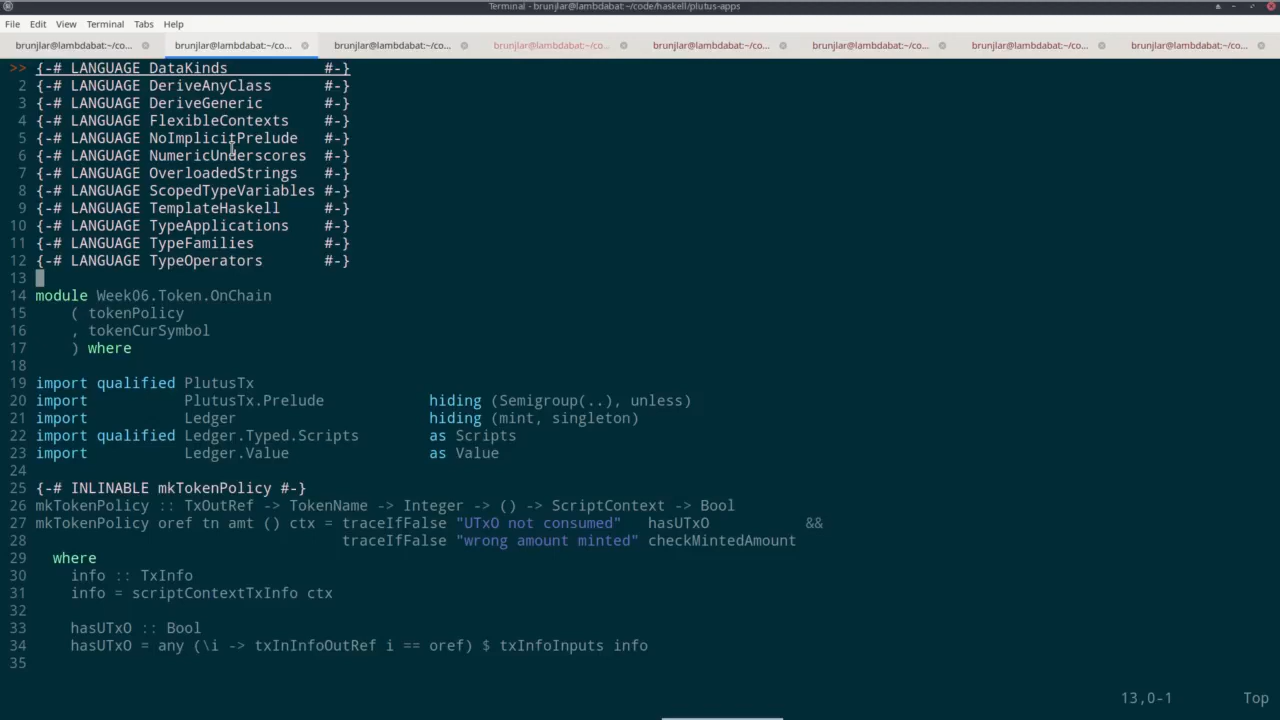 Terminal - brunjlar@lambdabat:~/code/haskell/plutus-apps
File Edit View Terminal Tabs Help
brunjlar@lambdabat:~/co... brunjlar@lambdabat:~/co... brunjlar@lambdabat:~/co... brunjlar@lambdabat:~/co... brunjlar@lambdabat:~/co... brunjlar@lambdabat:~/co... brunjlar@lambdabat:~/co... brunjlar@lambdabat:~/co...
>> {-# LANGUAGE DataKinds           #-}
2 {-# LANGUAGE DeriveAnyClass      #-}
3 {-# LANGUAGE DeriveGeneric       #-}
4 {-# LANGUAGE FlexibleContexts    #-}
5 {-# LANGUAGE NoImplicitPrelude   #-}
6 {-# LANGUAGE NumericUnderscores  #-}
7 {-# LANGUAGE OverloadedStrings   #-}
8 {-# LANGUAGE ScopedTypeVariables #-}
9 {-# LANGUAGE TemplateHaskell     #-}
10 {-# LANGUAGE TypeApplications    #-}
11 {-# LANGUAGE TypeFamilies        #-}
12 {-# LANGUAGE TypeOperators       #-}
13
14 module Week06.Token.OnChain
15     ( tokenPolicy
16     , tokenCurSymbol
17     ) where
18
19 import qualified PlutusTx
20 import           PlutusTx.Prelude            hiding (Semigroup(..), unless)
21 import           Ledger                      hiding (mint, singleton)
22 import qualified Ledger.Typed.Scripts        as Scripts
23 import           Ledger.Value                as Value
24
25 {-# INLINABLE mkTokenPolicy #-}
26 mkTokenPolicy :: TxOutRef -> TokenName -> Integer -> () -> ScriptContext -> Bool
27 mkTokenPolicy oref tn amt () ctx = traceIfFalse "UTxO not consumed"   hasUTxO           &&
28                                    traceIfFalse "wrong amount minted" checkMintedAmount
29   where
30     info :: TxInfo
31     info = scriptContextTxInfo ctx
32
33     hasUTxO :: Bool
34     hasUTxO = any (\i -> txInInfoOutRef i == oref) $ txInfoInputs info
35
13,0-1 Top